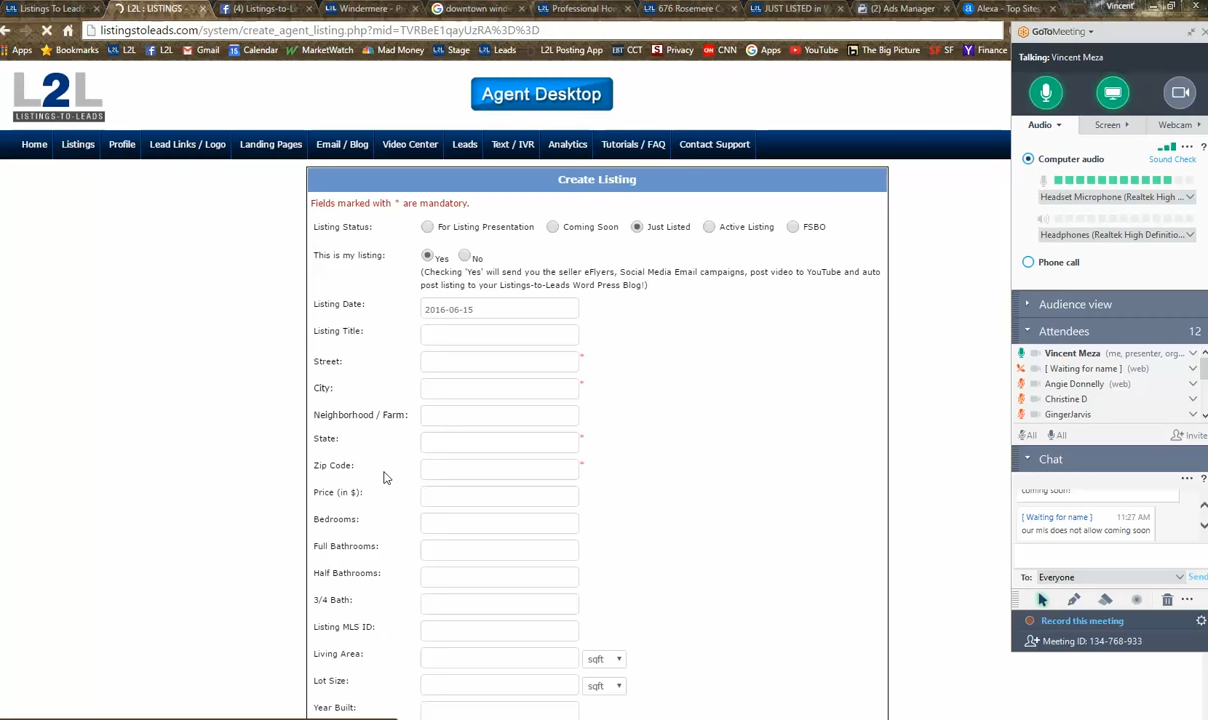 Listings To Leads
L2L : LISTINGS -
(4) Listings-to-L
Windermere - P
downtown wind
Professional Ho
676 Rosemere C
JUST LISTED in
(2) Ads Manager
Alexa - Top Sites
Vincent
listingstoleads.com/system/create_agent_listing.php?mid=TVRBeE1qayUzRA%3D%3D
Apps Bookmarks L2L L2L Gmail Calendar MarketWatch Mad Money Stage Leads L2L Posting App CCT Privacy CNN Apps YouTube The Big Picture SF Finance
L2L
LISTINGS-TO-LEADS
Agent Desktop
Home Listings Profile Lead Links / Logo Landing Pages Email / Blog Video Center Leads Text / IVR Analytics Tutorials / FAQ Contact Support
Create Listing
Fields marked with * are mandatory.
Listing Status: For Listing Presentation Coming Soon Just Listed Active Listing FSBO
This is my listing: Yes No
(Checking 'Yes' will send you the seller eFlyers, Social Media Email campaigns, post video to YouTube and auto
post listing to your Listings-to-Leads Word Press Blog!)
Listing Date: 2016-06-15
Listing Title:
Street: *
City: *
Neighborhood / Farm:
State: *
Zip Code: *
Price (in $):
Bedrooms:
Full Bathrooms:
Half Bathrooms:
3/4 Bath:
Listing MLS ID:
Living Area: sqft
Lot Size: sqft
Year Built:
GoToMeeting
Talking: Vincent Meza
Audio Screen Webcam
Computer audio Sound Check
Headset Microphone (Realtek High ...
Headphones (Realtek High Definitio...
Phone call
Audience view
Attendees 12
Vincent Meza (me, presenter, org...
[ Waiting for name ] (web)
Angie Donnelly (web)
Christine D
GingerJarvis
All All Invite
Chat
coming soon!
[ Waiting for name ] 11:27 AM
our mls does not allow coming soon
To: Everyone Send
Record this meeting
Meeting ID: 134-768-933